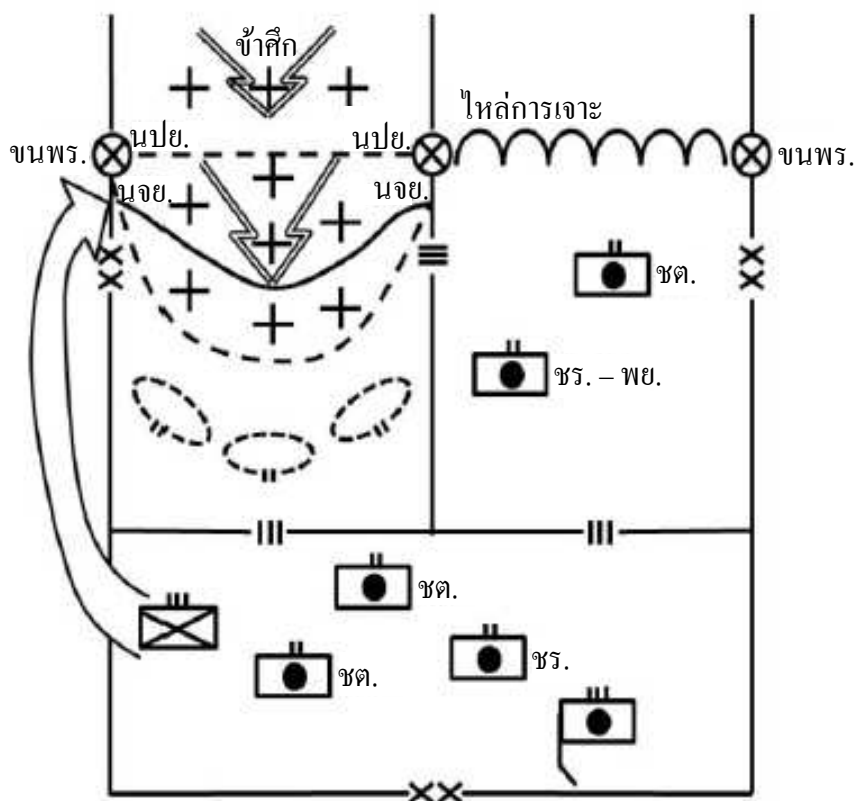 ข้าศึก
ไหล่การเจาะ
ขนพร. นปย. นปย. ขนพร.
นจย. นจย.
ชต.
ชร. – พย.
ชต.
ชร.
ชต.